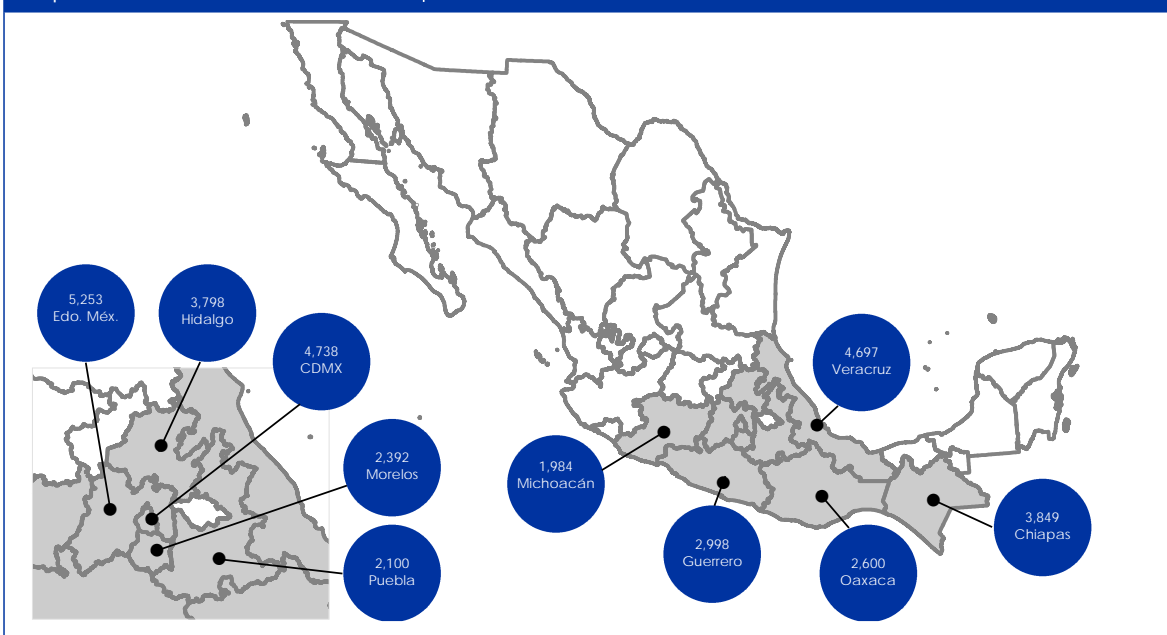 5,253
Edo. Méx.
3,798
Hidalgo
4,738
CDMX
2,392
Morelos
2,100
Puebla
1,984
Michoacán
2,998
Guerrero
2,600
Oaxaca
4,697
Veracruz
3,849
Chiapas